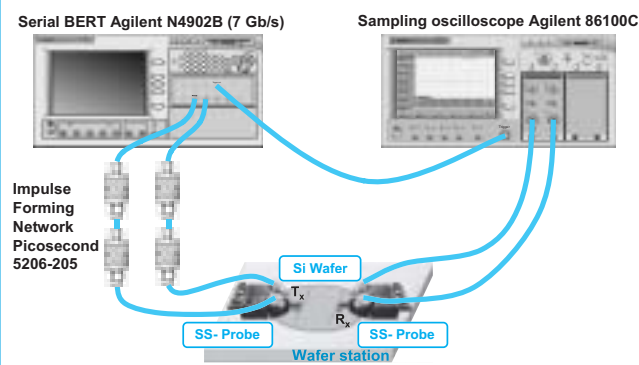 Serial BERT Agilent N4902B (7 Gb/s)
Sampling oscilloscope Agilent 86100C
Impulse
Forming
Network
Picosecond
5206-205
Si Wafer
Tx
Rx
SS- Probe
SS- Probe
Wafer station